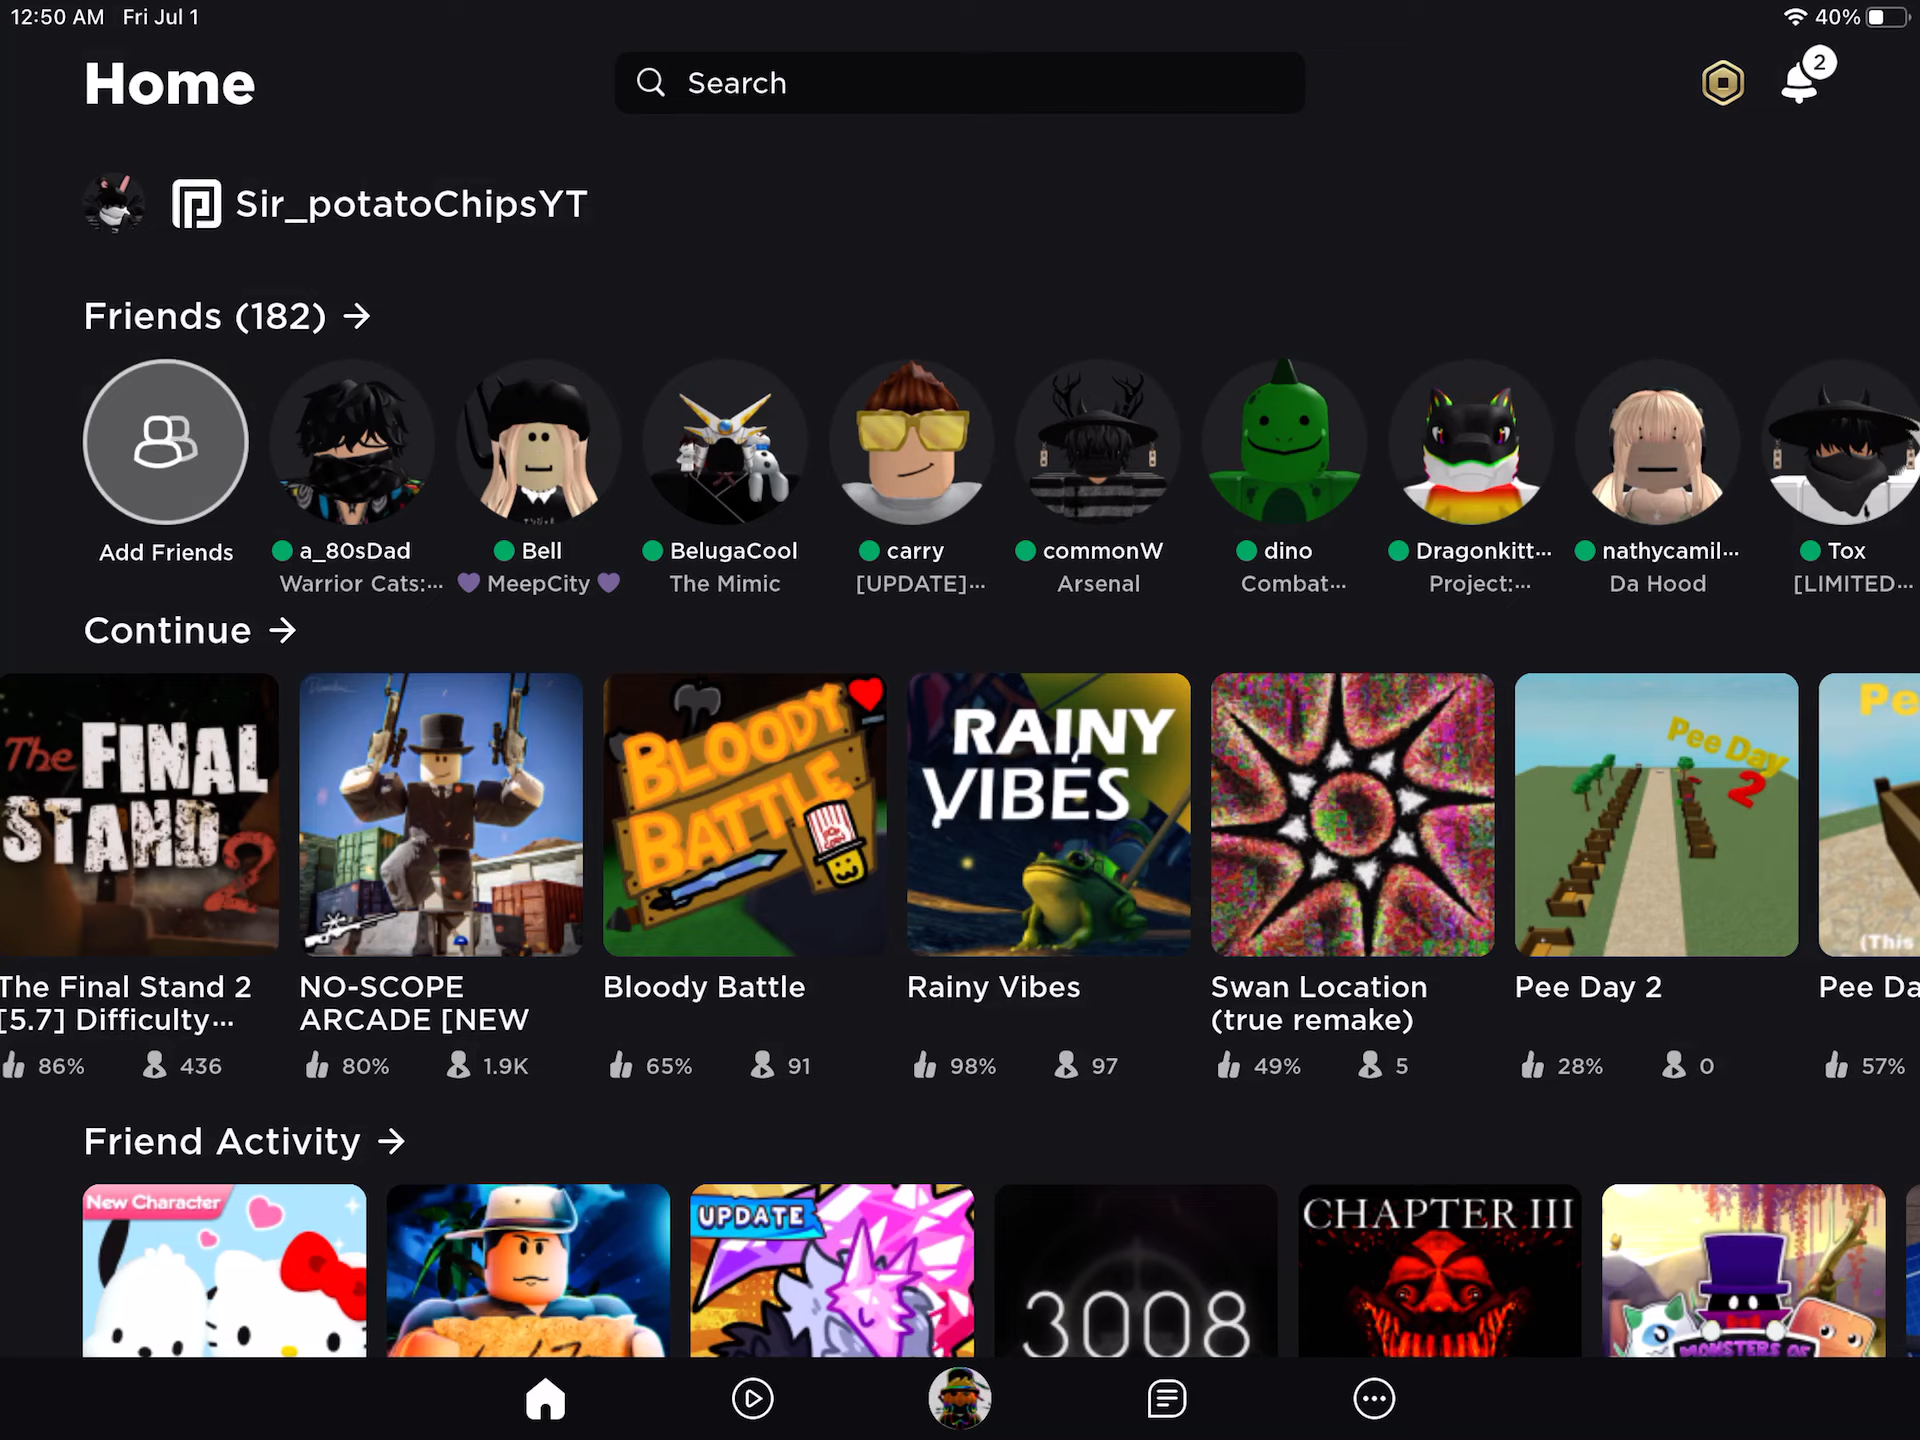 12:50 AM Fri Jul 1
40%
Home
Search
2
Sir_potatoChipsYT
Friends (182) →
Add Friends
a_80sDad
Bell
BelugaCool
carry
commonW
dino
Dragonkitt...
nathycamil...
Tox
Warrior Cats:...
MeepCity
The Mimic
[UPDATE]...
Arsenal
Combat...
Project:...
Da Hood
[LIMITED...
Continue →
The FINAL
STAND 2
BLOODY
BATTLE
RAINY
VIBES
Pee Day
2
Pe
(This
The Final Stand 2
[5.7] Difficulty...
NO-SCOPE
ARCADE [NEW
Bloody Battle
Rainy Vibes
Swan Location
(true remake)
Pee Day 2
Pee Da
86% 436
80% 1.9K
65% 91
98% 97
49% 5
28% 0
57%
Friend Activity →
New Character
UPDATE
3008
CHAPTER III
MONSTERS OF